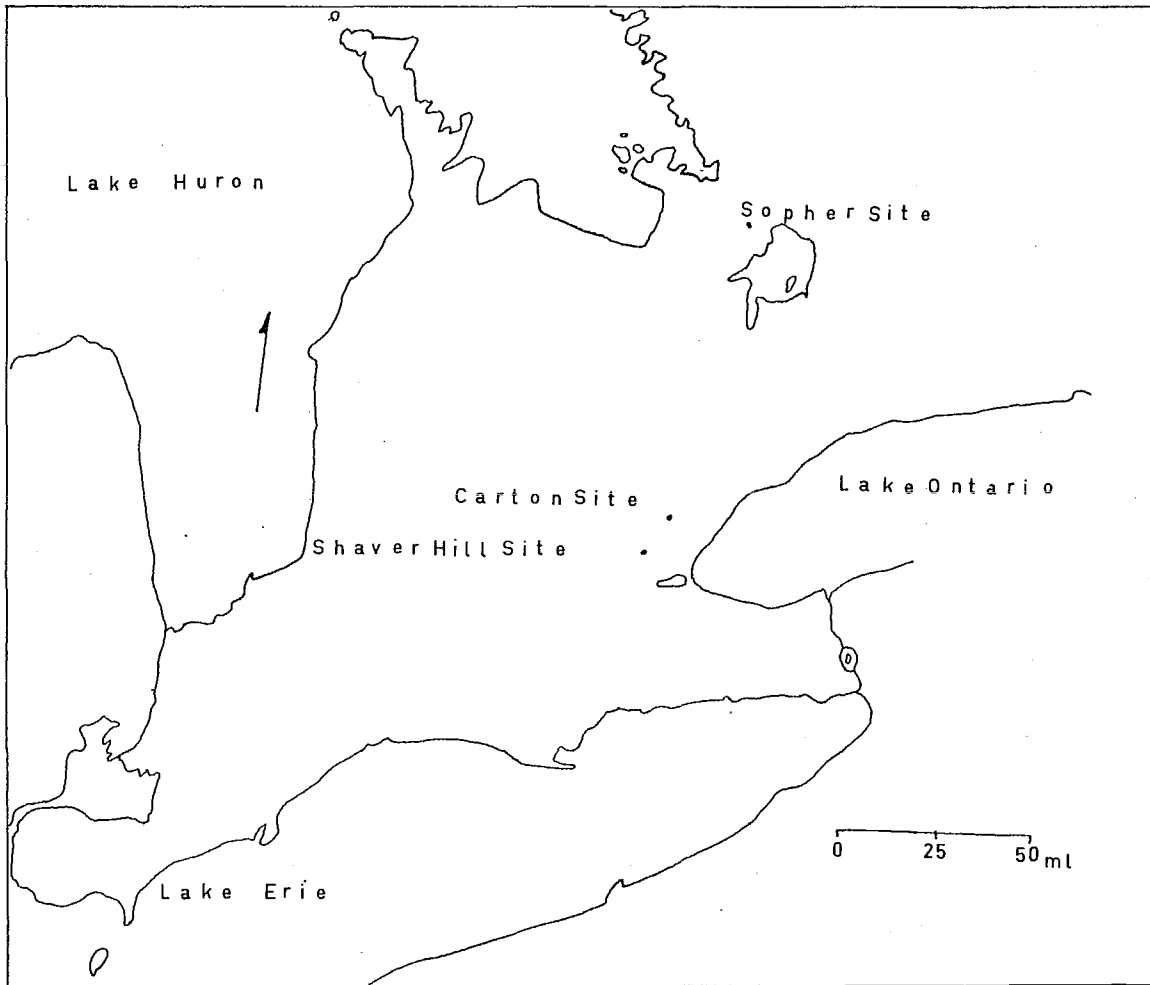 Lake Huron
Sopher Site
Carton Site
Lake Ontario
Shaver Hill Site
0 25 50 ml
Lake Erie